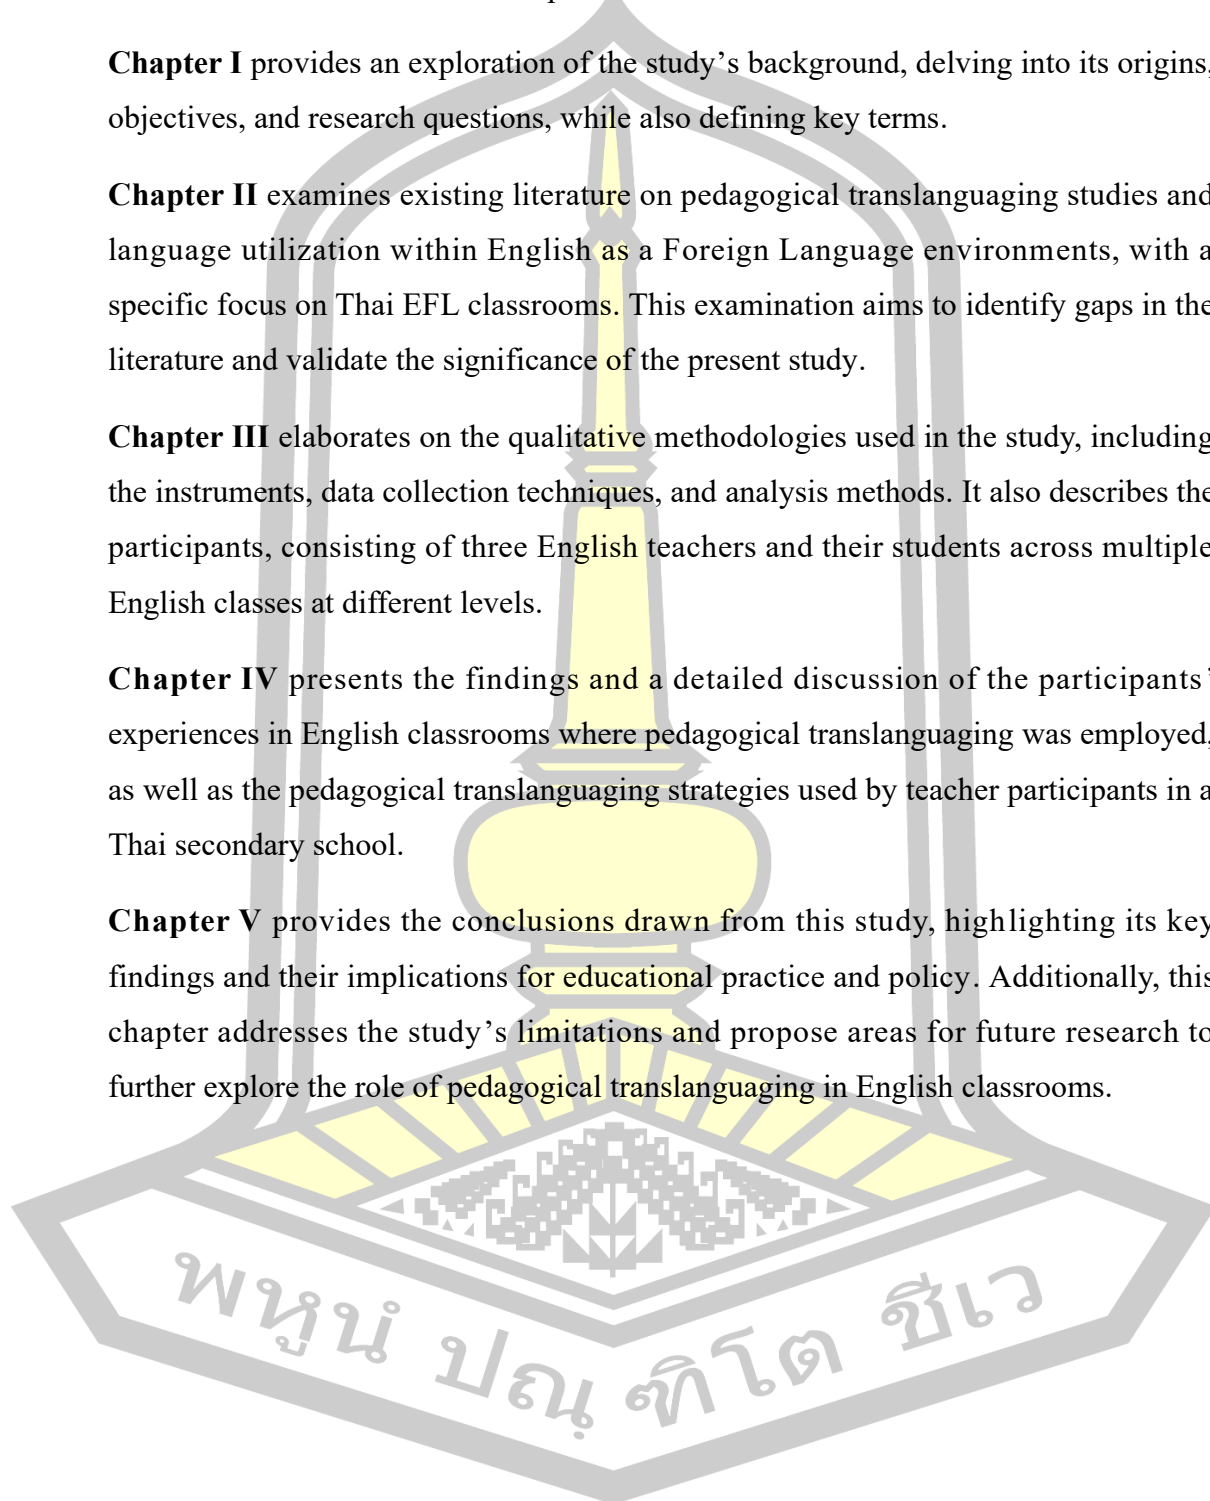 Chapter I provides an exploration of the study’s background, delving into its origins,
objectives, and research questions, while also defining key terms.
Chapter II examines existing literature on pedagogical translanguaging studies and
language utilization within English as a Foreign Language environments, with a
specific focus on Thai EFL classrooms. This examination aims to identify gaps in the
literature and validate the significance of the present study.
Chapter III elaborates on the qualitative methodologies used in the study, including
the instruments, data collection techniques, and analysis methods. It also describes the
participants, consisting of three English teachers and their students across multiple
English classes at different levels.
Chapter IV presents the findings and a detailed discussion of the participants’
experiences in English classrooms where pedagogical translanguaging was employed,
as well as the pedagogical translanguaging strategies used by teacher participants in a
Thai secondary school.
Chapter V provides the conclusions drawn from this study, highlighting its key
findings and their implications for educational practice and policy. Additionally, this
chapter addresses the study’s limitations and propose areas for future research to
further explore the role of pedagogical translanguaging in English classrooms.
พหูนํ ปณฺ ฑิโต ชีเว